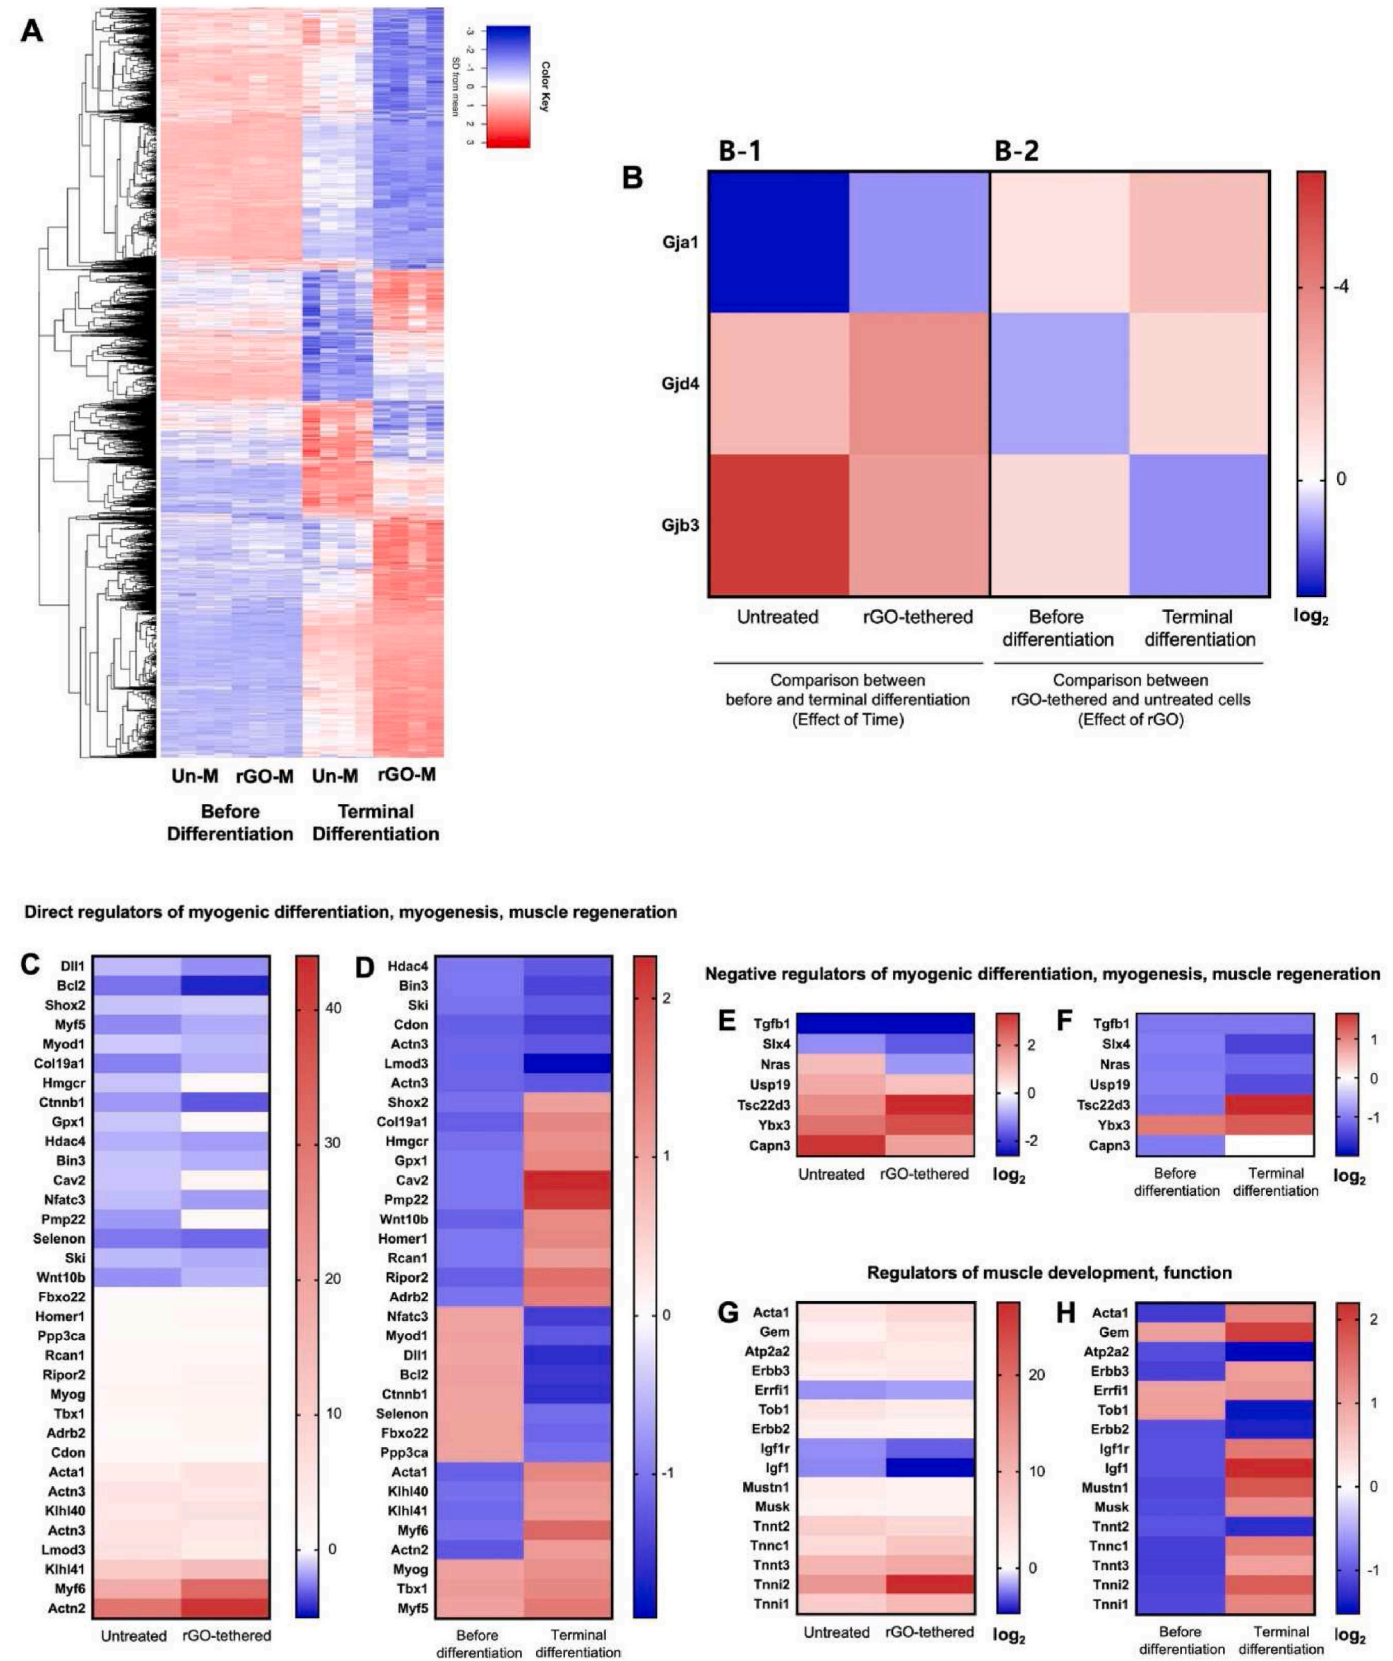 A
-3 -2 -1 0 1 2 3
SD from mean
Color Key
Un-M rGO-M Un-M rGO-M
Before Differentiation
Terminal Differentiation
B
B-1 B-2
Gja1
Gjd4
Gjb3
-4
0
log2
Untreated rGO-tethered Before differentiation Terminal differentiation
Comparison between
before and terminal differentiation
(Effect of Time)
Comparison between
rGO-tethered and untreated cells
(Effect of rGO)
Direct regulators of myogenic differentiation, myogenesis, muscle regeneration
C
Dll1
Bcl2
Shox2
Myf5
Myod1
Col19a1
Hmgcr
Ctnnb1
Gpx1
Hdac4
Bin3
Cav2
Nfatc3
Pmp22
Selenon
Ski
Wnt10b
Fbxo22
Homer1
Ppp3ca
Rcan1
Ripor2
Myog
Tbx1
Adrb2
Cdon
Acta1
Actn3
Klhl40
Actn3
Lmod3
Klhl41
Myf6
Actn2
Untreated rGO-tethered
40
30
20
10
0
D
Hdac4
Bin3
Ski
Cdon
Actn3
Lmod3
Actn3
Shox2
Col19a1
Hmgcr
Gpx1
Cav2
Pmp22
Wnt10b
Homer1
Rcan1
Ripor2
Adrb2
Nfatc3
Myod1
Dll1
Bcl2
Ctnnb1
Selenon
Fbxo22
Ppp3ca
Acta1
Klhl40
Klhl41
Myf6
Actn2
Myog
Tbx1
Myf5
Before differentiation
Terminal differentiation
2
1
0
-1
Negative regulators of myogenic differentiation, myogenesis, muscle regeneration
E
Tgfb1
Slx4
Nras
Usp19
Tsc22d3
Ybx3
Capn3
Untreated rGO-tethered
2
0
-2
log2
F
Tgfb1
Slx4
Nras
Usp19
Tsc22d3
Ybx3
Capn3
Before differentiation
Terminal differentiation
1
0
-1
log2
Regulators of muscle development, function
G
Acta1
Gem
Atp2a2
Erbb3
Errfi1
Tob1
Erbb2
Igf1r
Igf1
Mustn1
Musk
Tnnt2
Tnnc1
Tnnt3
Tnni2
Tnni1
Untreated rGO-tethered
20
10
0
log2
H
Acta1
Gem
Atp2a2
Erbb3
Errfi1
Tob1
Erbb2
Igf1r
Igf1
Mustn1
Musk
Tnnt2
Tnnc1
Tnnt3
Tnni2
Tnni1
Before differentiation
Terminal differentiation
2
1
0
-1
log2